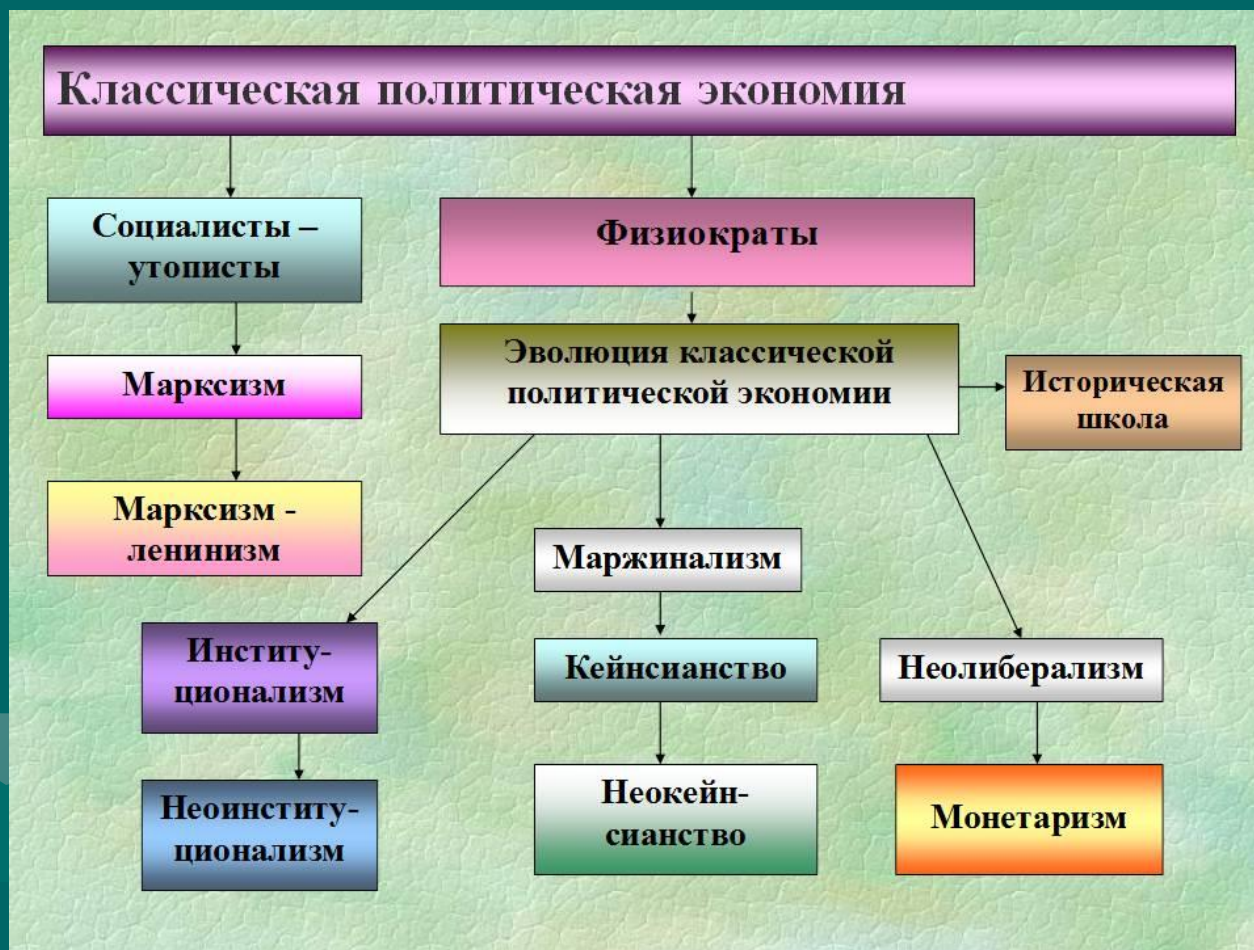 Классическая политическая экономия
Социалисты –
утописты
Физиократы
Марксизм
Эволюция классической
политической экономии
Историческая
школа
Марксизм -
ленинизм
Маржинализм
Институ-
ционализм
Кейнсианство
Неолиберализм
Неоинститу-
ционализм
Неокейн-
сианство
Монетаризм